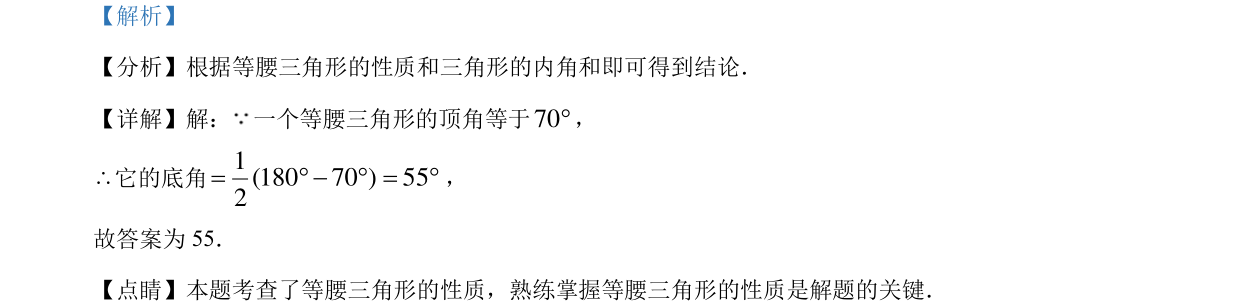 【解析】
【分析】根据等腰三角形的性质和三角形的内角和即可得到结论．
【详解】解：∵一个等腰三角形的顶角等于70°，
∴它的底角=\frac{1}{2}(180°−70°)=55°，
故答案为 55．
【点睛】本题考查了等腰三角形的性质，熟练掌握等腰三角形的性质是解题的关键．